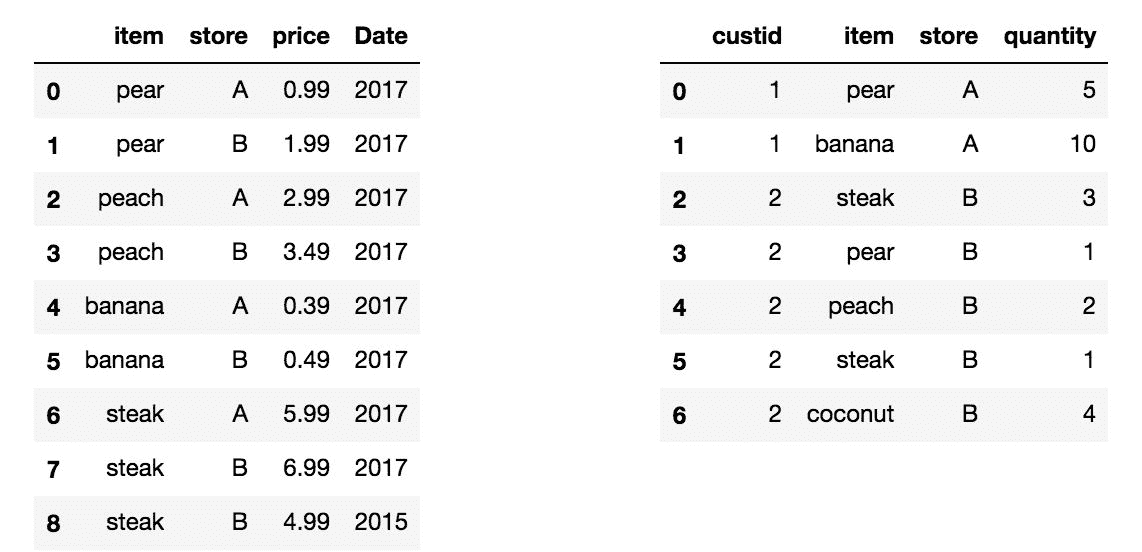 item store price Date
0 pear A 0.99 2017
1 pear B 1.99 2017
2 peach A 2.99 2017
3 peach B 3.49 2017
4 banana A 0.39 2017
5 banana B 0.49 2017
6 steak A 5.99 2017
7 steak B 6.99 2017
8 steak B 4.99 2015
custid item store quantity
0 1 pear A 5
1 1 banana A 10
2 2 steak B 3
3 2 pear B 1
4 2 peach B 2
5 2 steak B 1
6 2 coconut B 4